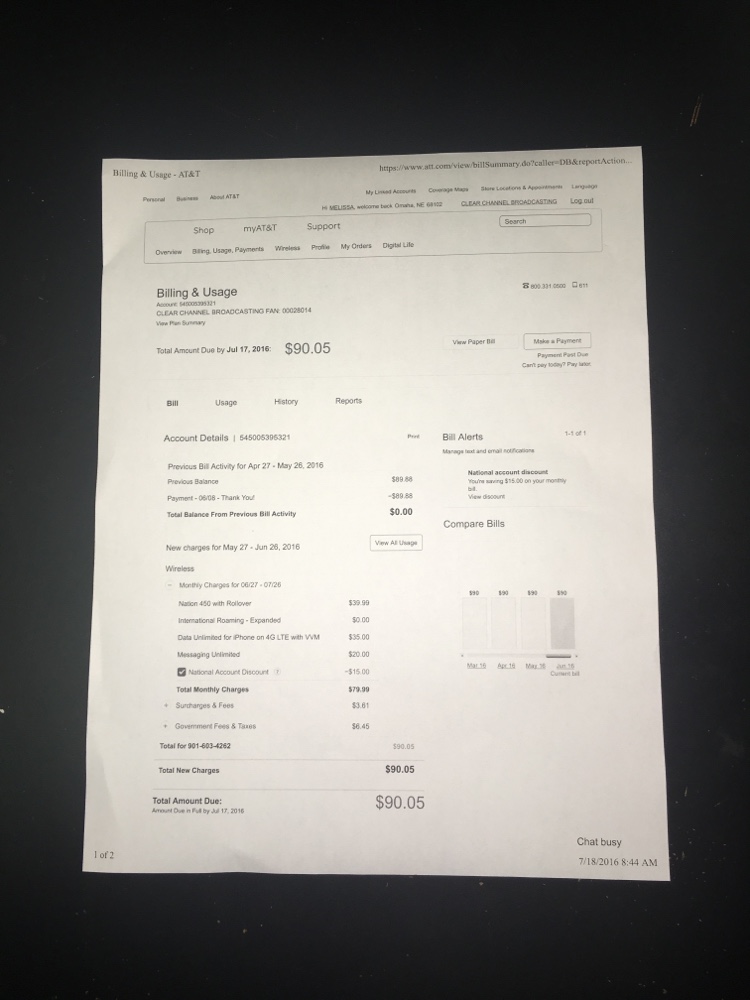 Billing & Usage - AT&T
https://www.att.com/view/billSummary.do?caller=DB&reportAction...
Personal Business About AT&T
My Linked Accounts Coverage Maps Store Locations & Appointments Language
Hi MELISSA, welcome back Omaha, NE 68102 CLEAR CHANNEL BROADCASTING Log out
Shop myAT&T Support Search
Overview Billing, Usage, Payments Wireless Profile My Orders Digital Life
Billing & Usage
800.331.0500 611
Account 545005395321
CLEAR CHANNEL BROADCASTING FAN: 00028014
View Plan Summary
Total Amount Due by Jul 17, 2016: $90.05
View Paper Bill Make a Payment
Payment Past Due
Can't pay today? Pay later.
Bill Usage History Reports
Account Details | 545005395321 Print
Bill Alerts 1-1 of 1
Manage text and email notifications
National account discount
You're saving $15.00 on your monthly
bill.
View discount
Previous Bill Activity for Apr 27 - May 26, 2016
Previous Balance $89.88
Payment - 06/08 - Thank You! -$89.88
Total Balance From Previous Bill Activity $0.00
Compare Bills
New charges for May 27 - Jun 26, 2016 View All Usage
Wireless
- Monthly Charges for 06/27 - 07/26
Nation 450 with Rollover $39.99
International Roaming - Expanded $0.00
Data Unlimited for iPhone on 4G LTE with VVM $35.00
Messaging Unlimited $20.00
National Account Discount ? -$15.00
Total Monthly Charges $79.99
+ Surcharges & Fees $3.61
+ Government Fees & Taxes $6.45
Total for 901-603-4262 $90.05
Total New Charges $90.05
Total Amount Due: $90.05
Amount Due in Full by Jul 17, 2016
$90 $90 $90 $90
Mar.16 Apr.16 May.16 Jun.16
Current bill
Chat busy
1 of 2
7/18/2016 8:44 AM